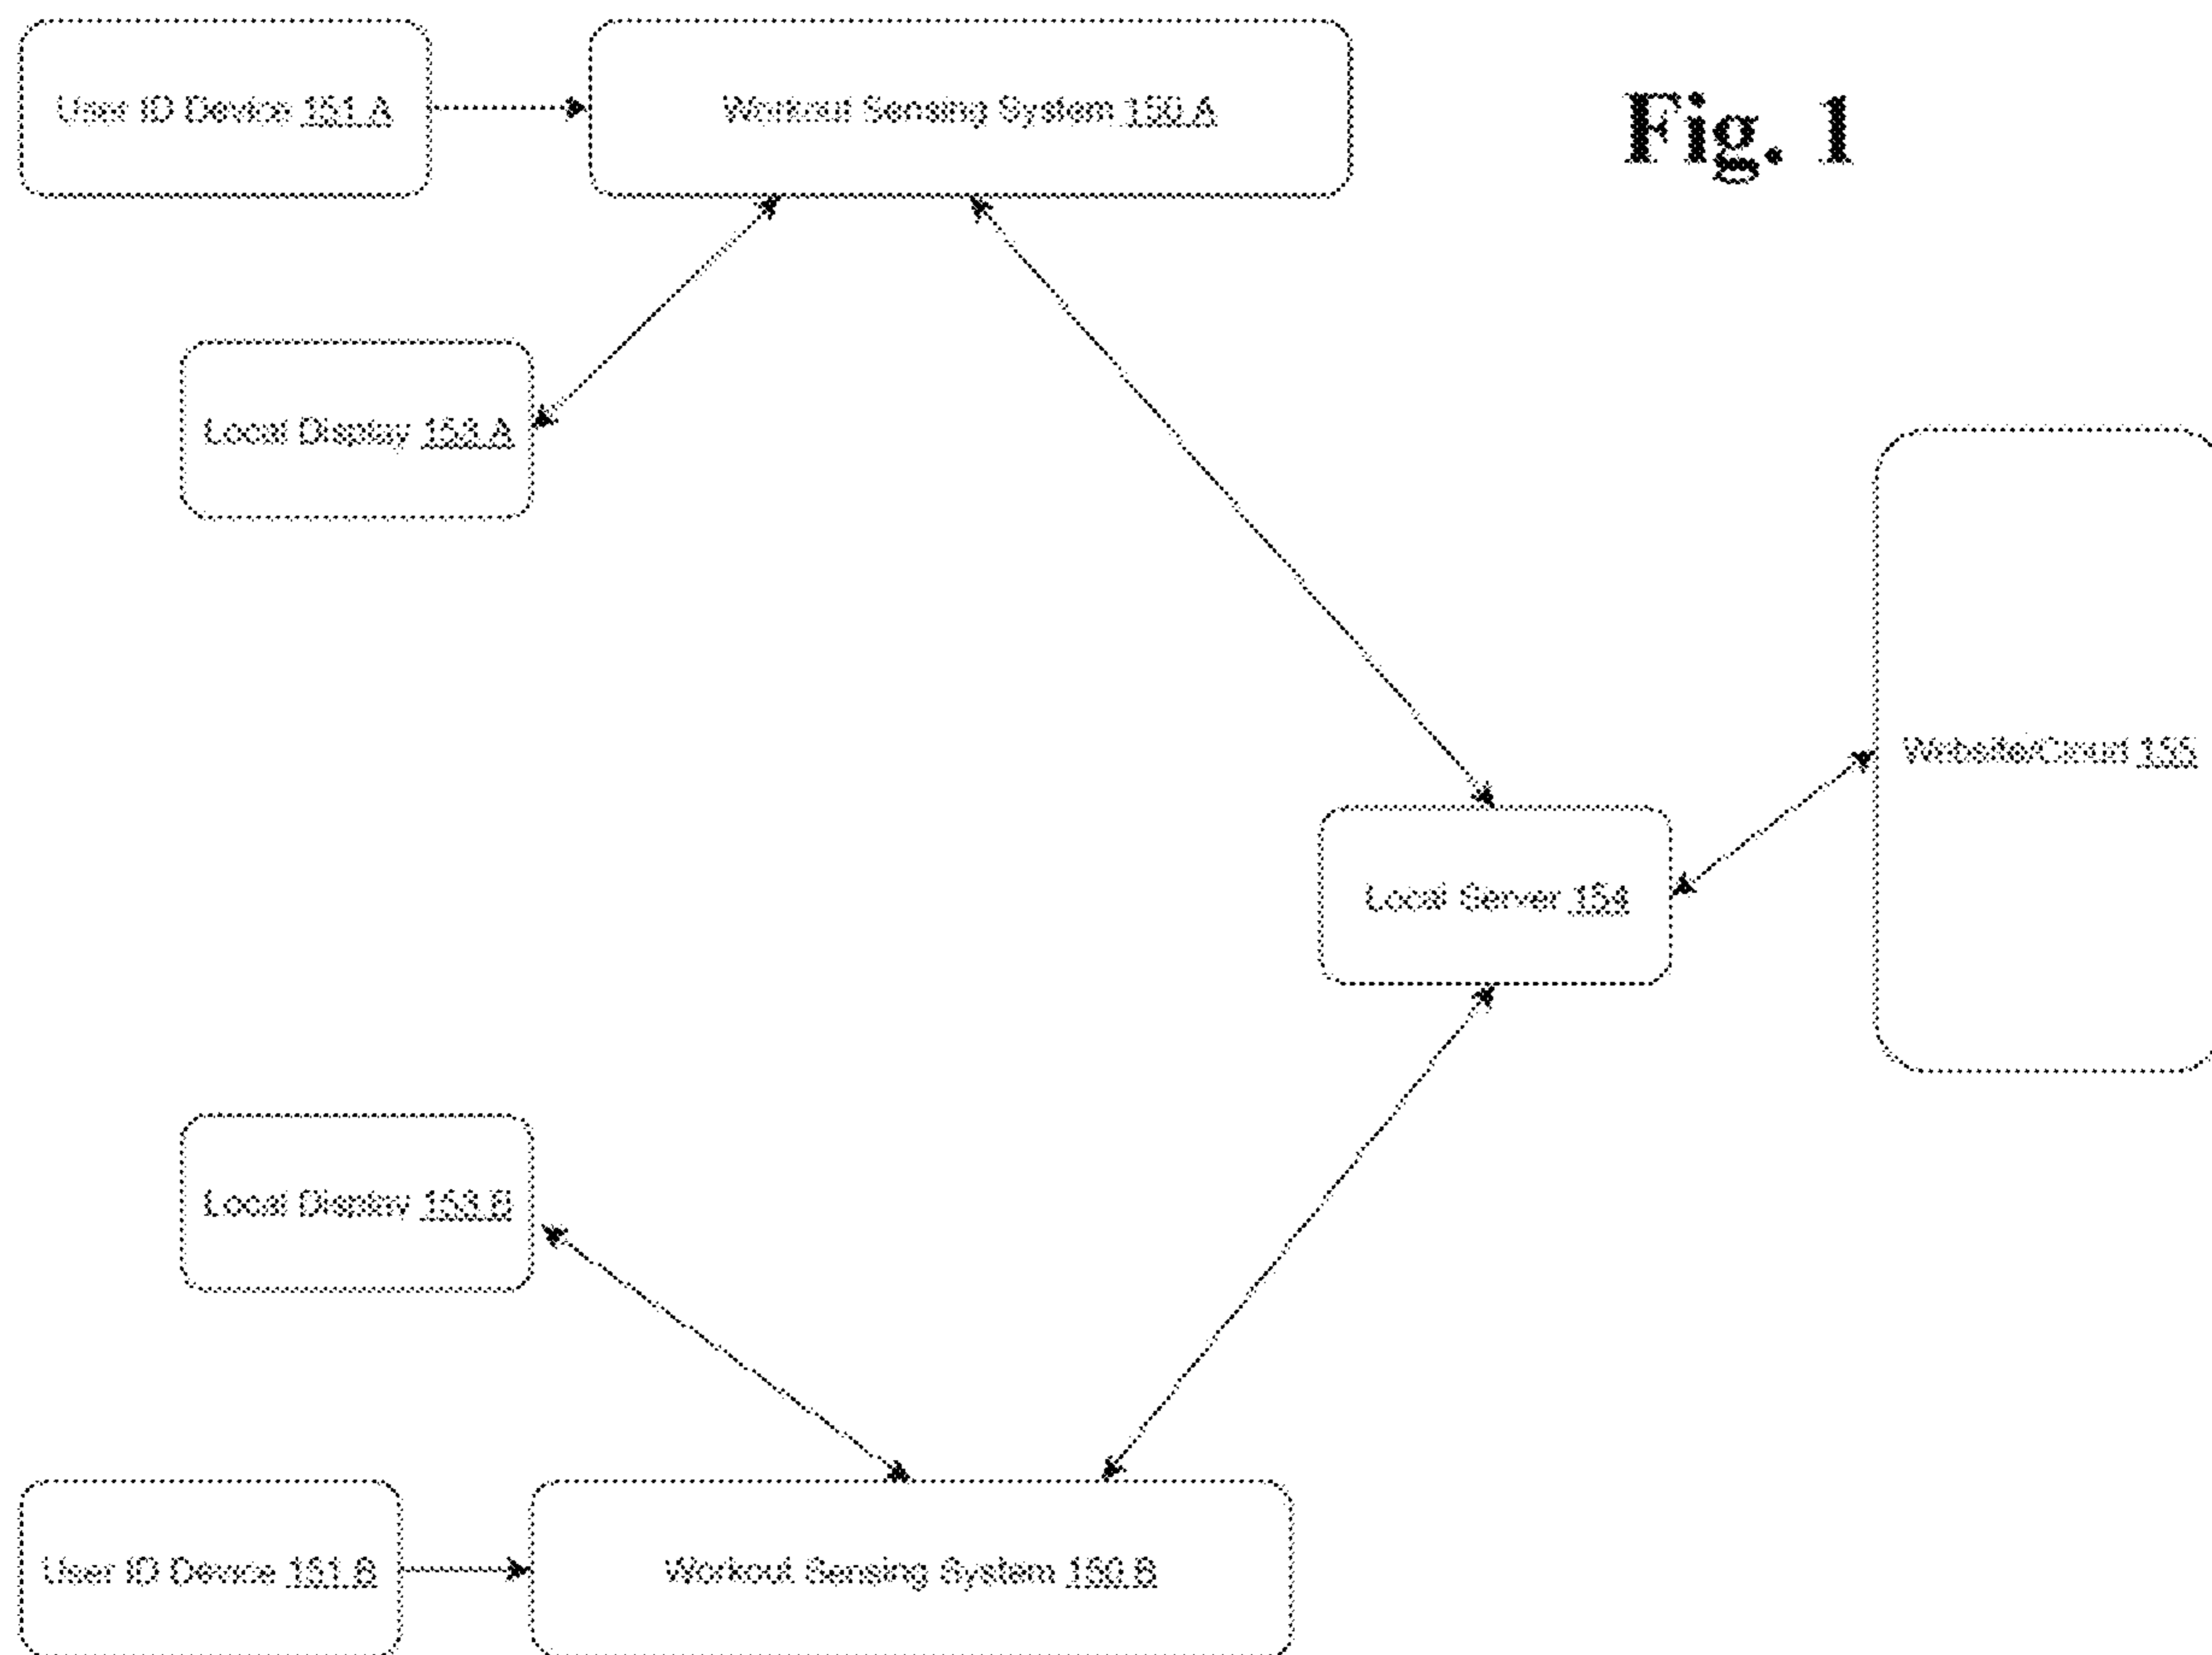 User ID Device 151.A
Workout Sensing System 150.A
Fig. 1
Local Display 153.A
Website/Cloud 155
Local Server 154
Local Display 153.B
User ID Device 151.B
Workout Sensing System 150.B